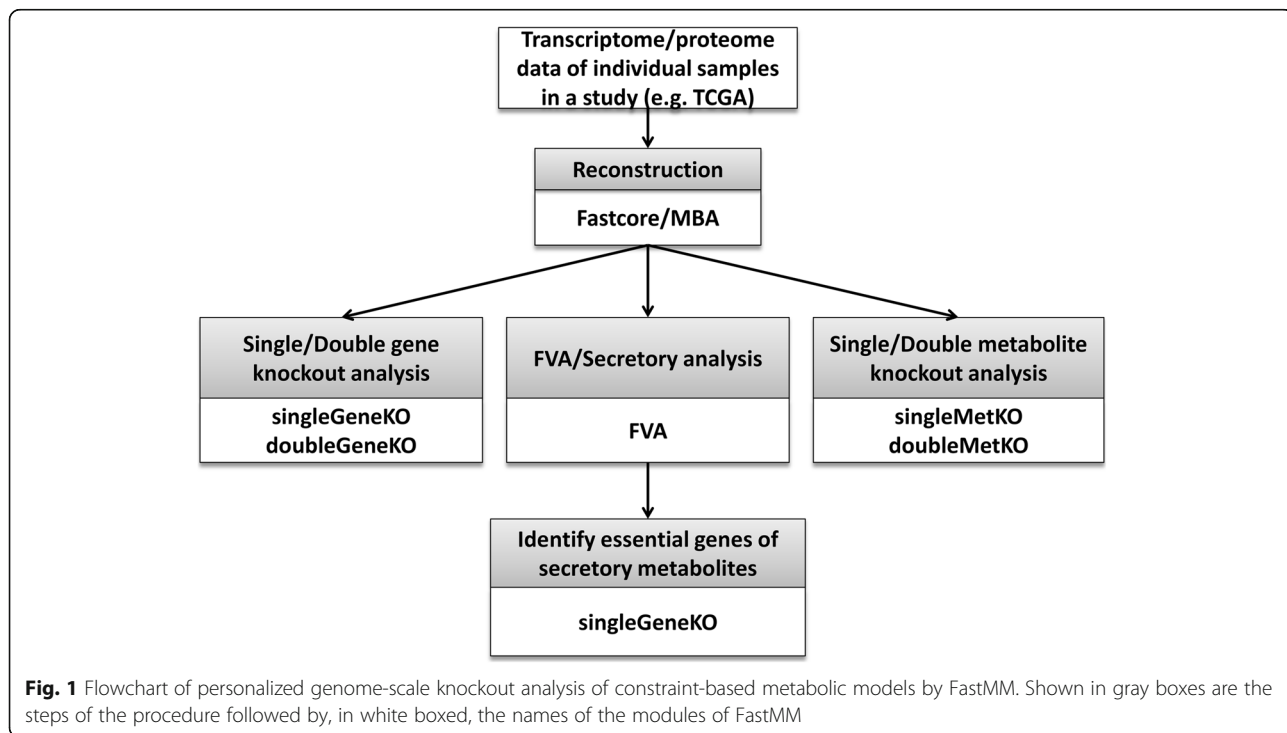 Transcriptome/proteome
data of individual samples
in a study (e.g. TCGA)
Reconstruction
Fastcore/MBA
Single/Double gene
knockout analysis
singleGeneKO
doubleGeneKO
FVA/Secretory analysis
FVA
Single/Double metabolite
knockout analysis
singleMetKO
doubleMetKO
Identify essential genes of
secretory metabolites
singleGeneKO
Fig. 1 Flowchart of personalized genome-scale knockout analysis of constraint-based metabolic models by FastMM. Shown in gray boxes are the
steps of the procedure followed by, in white boxed, the names of the modules of FastMM